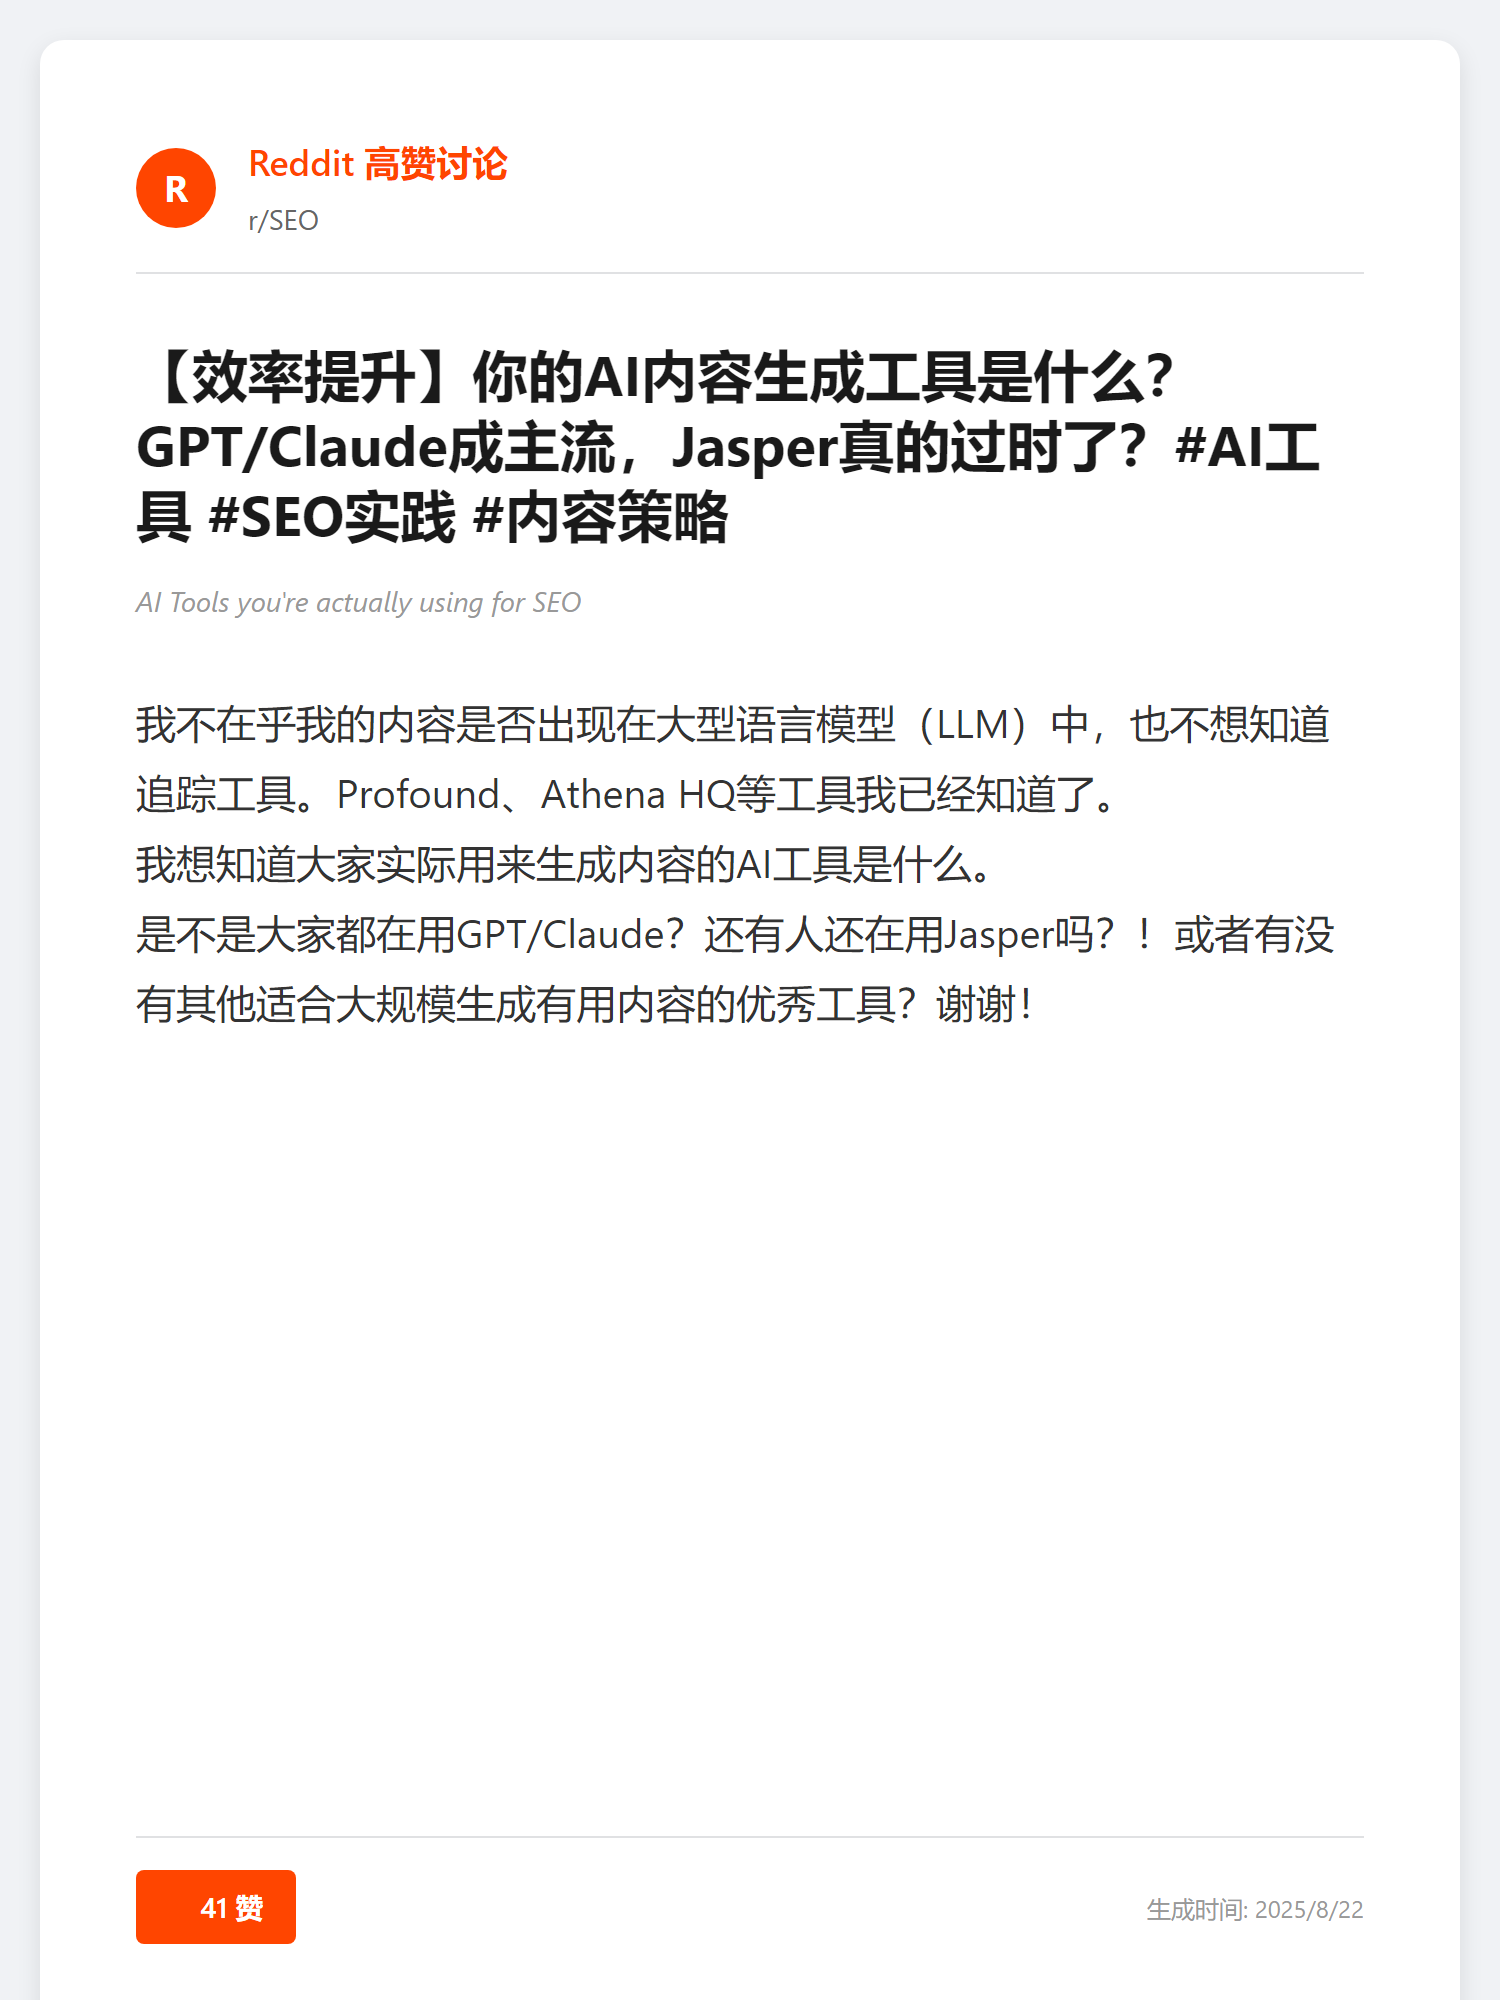 R
Reddit 高赞讨论
r/SEO
【效率提升】你的AI内容生成工具是什么？
GPT/Claude成主流，Jasper真的过时了？#AI工
具 #SEO实践 #内容策略
AI Tools you're actually using for SEO
我不在乎我的内容是否出现在大型语言模型（LLM）中，也不想知道
追踪工具。Profound、Athena HQ等工具我已经知道了。
我想知道大家实际用来生成内容的AI工具是什么。
是不是大家都在用GPT/Claude？还有人还在用Jasper吗？！或者有没
有其他适合大规模生成有用内容的优秀工具？谢谢！
41 赞
生成时间: 2025/8/22